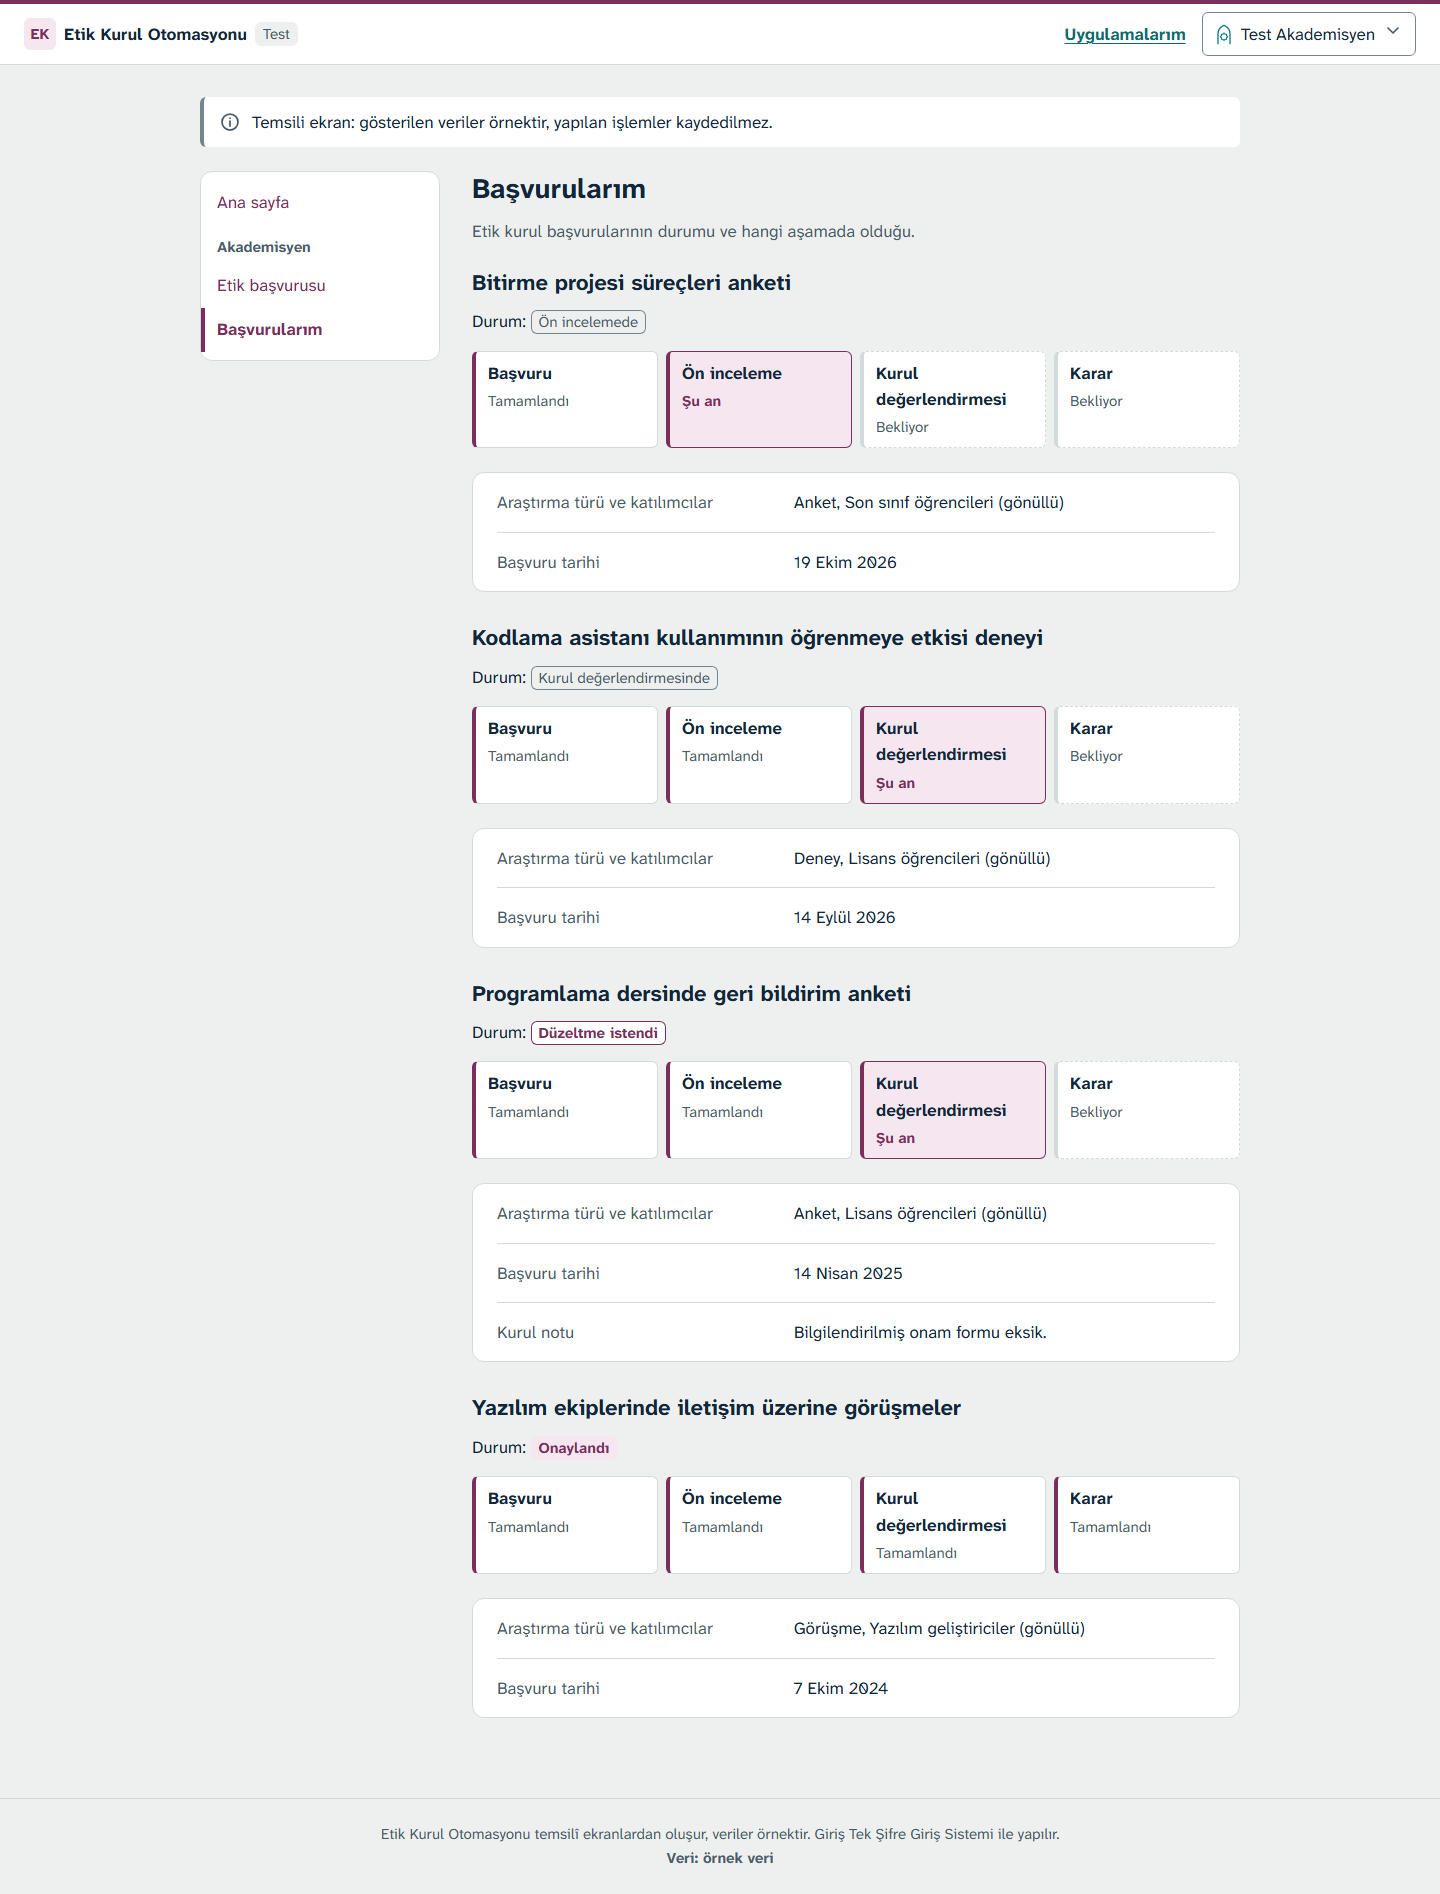 EK Etik Kurul Otomasyonu Test
Uygulamalarım
Test Akademisyen
Temsili ekran: gösterilen veriler örnektir, yapılan işlemler kaydedilmez.
Ana sayfa
Akademisyen
Etik başvurusu
Başvurularım
Başvurularım
Etik kurul başvurularının durumu ve hangi aşamada olduğu.
Bitirme projesi süreçleri anketi
Durum: Ön incelemede
Başvuru
Tamamlandı
Ön inceleme
Şu an
Kurul
değerlendirmesi
Bekliyor
Karar
Bekliyor
Araştırma türü ve katılımcılar Anket, Son sınıf öğrencileri (gönüllü)
Başvuru tarihi 19 Ekim 2026
Kodlama asistanı kullanımının öğrenmeye etkisi deneyi
Durum: Kurul değerlendirmesinde
Başvuru
Tamamlandı
Ön inceleme
Tamamlandı
Kurul
değerlendirmesi
Şu an
Karar
Bekliyor
Araştırma türü ve katılımcılar Deney, Lisans öğrencileri (gönüllü)
Başvuru tarihi 14 Eylül 2026
Programlama dersinde geri bildirim anketi
Durum: Düzeltme istendi
Başvuru
Tamamlandı
Ön inceleme
Tamamlandı
Kurul
değerlendirmesi
Şu an
Karar
Bekliyor
Araştırma türü ve katılımcılar Anket, Lisans öğrencileri (gönüllü)
Başvuru tarihi 14 Nisan 2025
Kurul notu Bilgilendirilmiş onam formu eksik.
Yazılım ekiplerinde iletişim üzerine görüşmeler
Durum: Onaylandı
Başvuru
Tamamlandı
Ön inceleme
Tamamlandı
Kurul
değerlendirmesi
Tamamlandı
Karar
Tamamlandı
Araştırma türü ve katılımcılar Görüşme, Yazılım geliştiriciler (gönüllü)
Başvuru tarihi 7 Ekim 2024
Etik Kurul Otomasyonu temsilî ekranlardan oluşur, veriler örnektir. Giriş Tek Şifre Giriş Sistemi ile yapılır.
Veri: örnek veri